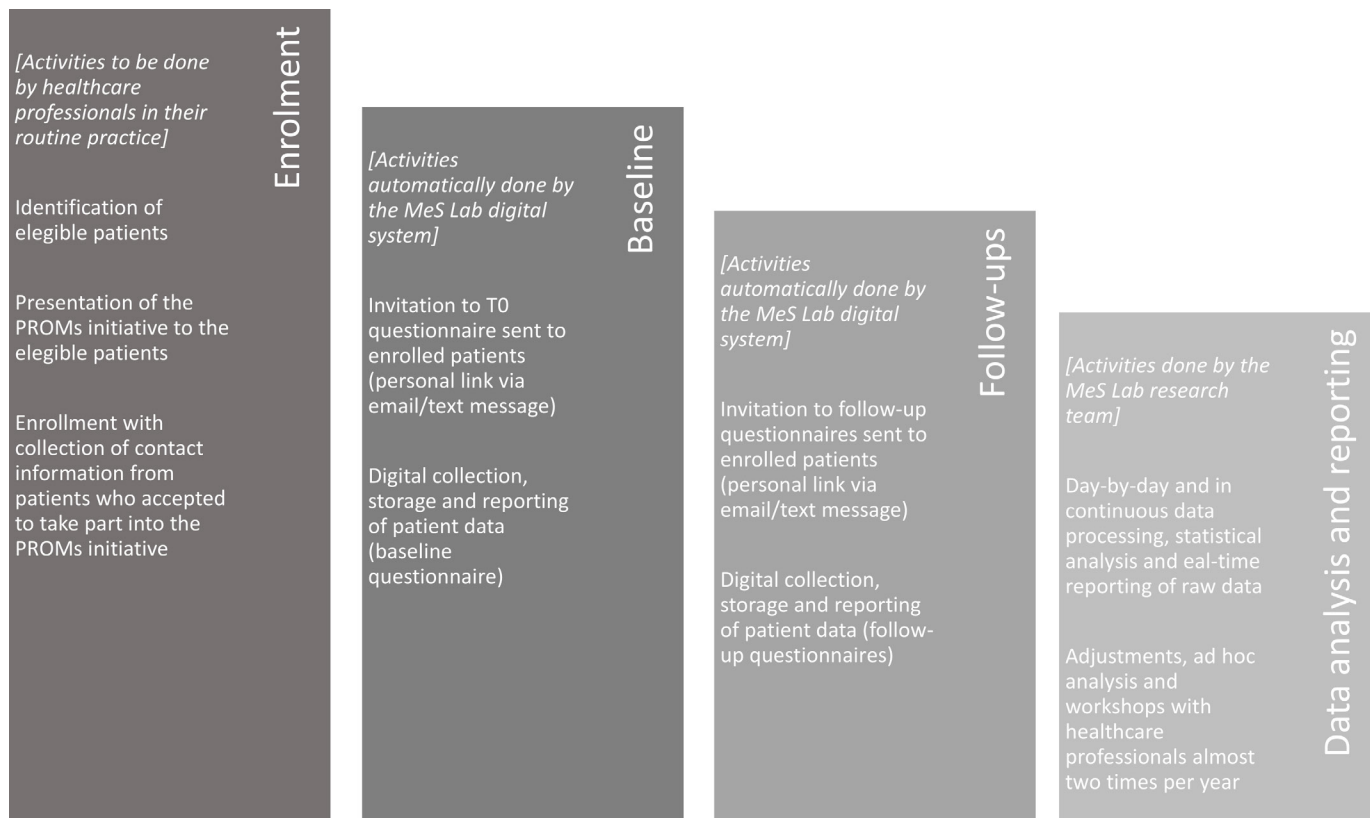 Enrolment
[Activities to be done
by healthcare
professionals in their
routine practice]
Identification of
elegible patients
Presentation of the
PROMs initiative to the
elegible patients
Enrollment with
collection of contact
information from
patients who accepted
to take part into the
PROMs initiative
Baseline
[Activities
automatically done by
the MeS Lab digital
system]
Invitation to T0
questionnaire sent to
enrolled patients
(personal link via
email/text message)
Digital collection,
storage and reporting
of patient data
(baseline
questionnaire)
Follow-ups
[Activities
automatically done by
the MeS Lab digital
system]
Invitation to follow-up
questionnaires sent to
enrolled patients
(personal link via
email/text message)
Digital collection,
storage and reporting
of patient data (follow-
up questionnaires)
Data analysis and reporting
[Activities done by the
MeS Lab research
team]
Day-by-day and in
continuous data
processing, statistical
analysis and eal-time
reporting of raw data
Adjustments, ad hoc
analysis and
workshops with
healthcare
professionals almost
two times per year